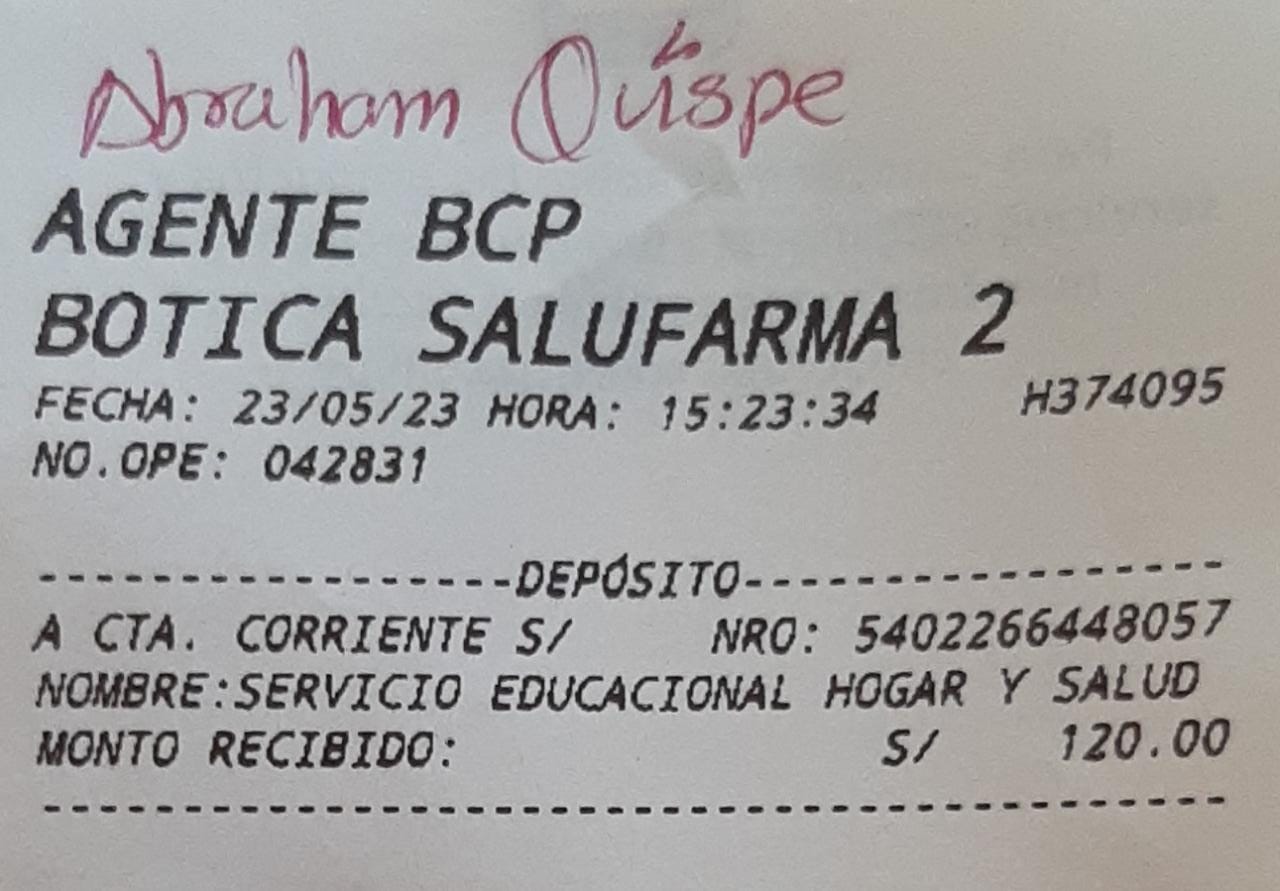 Abraham Quispe
AGENTE BCP
BOTICA SALUFARMA 2
FECHA: 23/05/23 HORA: 15:23:34 H374095
NO.OPE: 042831
-----------------DEPÓSITO-----------------
A CTA. CORRIENTE S/ NRO: 5402266448057
NOMBRE:SERVICIO EDUCACIONAL HOGAR Y SALUD
MONTO RECIBIDO: S/ 120.00
------------------------------------------